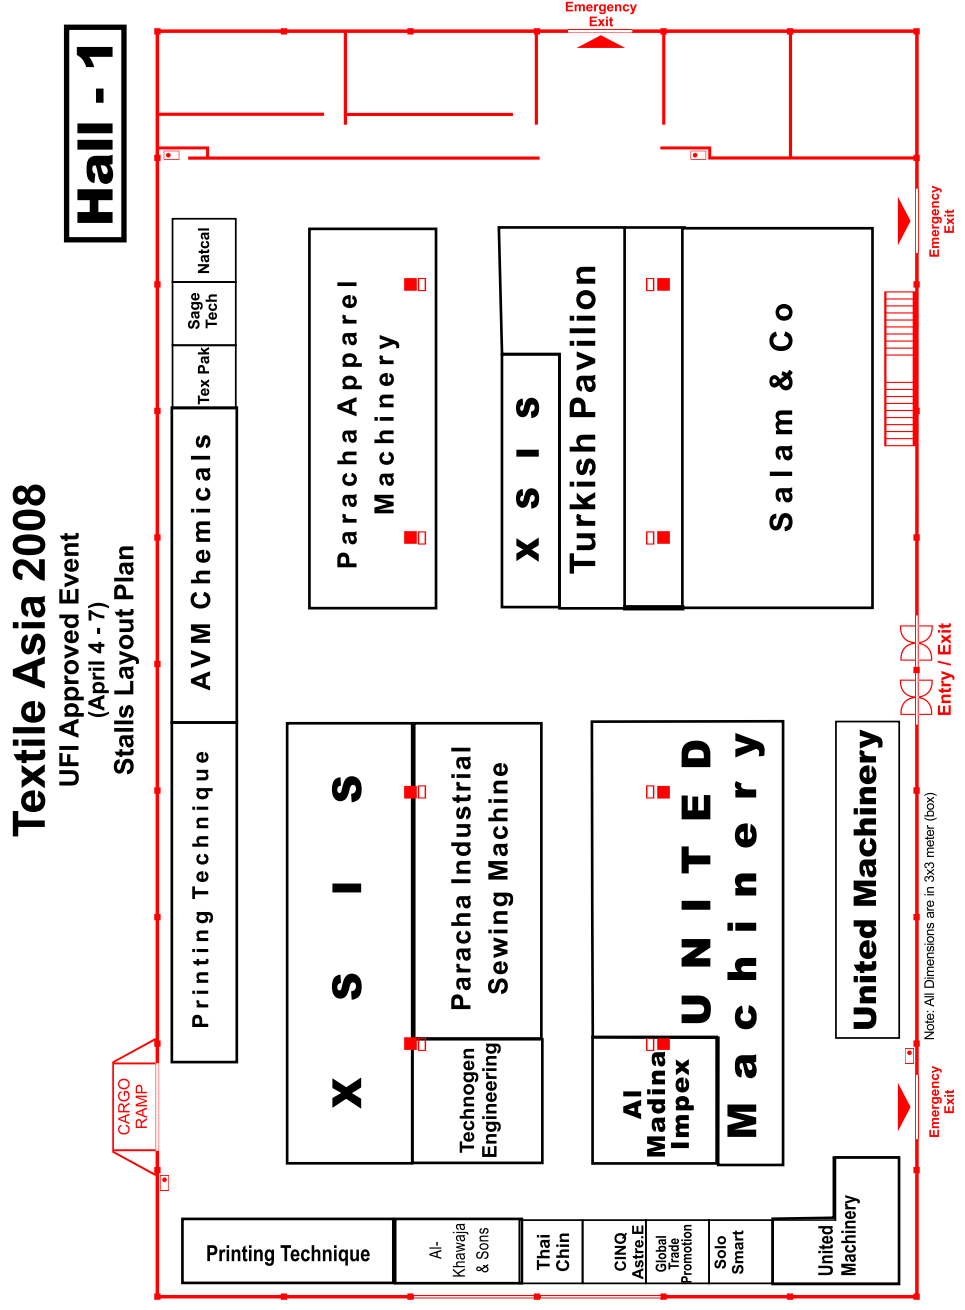 Hall - 1
Textile Asia 2008
UFI Approved Event
(April 4 - 7)
Stalls Layout Plan
Emergency
Exit
Natcal
Sage
Tech
Tex Pak
AVM Chemicals
Printing Technique
Paracha Apparel
Machinery
X S I S
Turkish Pavilion
Salam & Co
Emergency
Exit
Entry / Exit
X S I S
Paracha Industrial
Sewing Machine
Technogen
Engineering
UNITED
Machinery
Al
Madina
Impex
United Machinery
Note: All Dimensions are in 3x3 meter (box)
CARGO
RAMP
Emergency
Exit
Printing Technique
Al-
Khawaja
& Sons
Thai
Chin
CINQ
Astre.E
Global
Trade
Promotion
Solo
Smart
United
Machinery